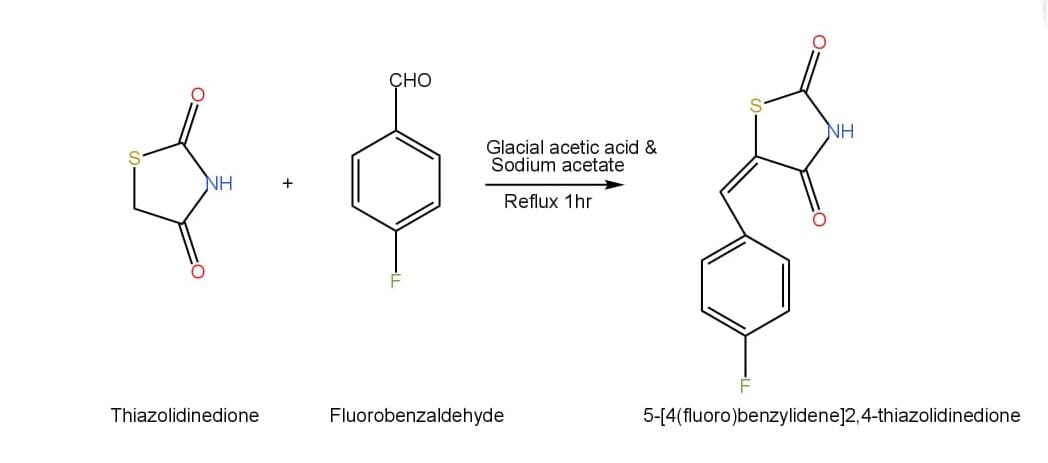 O
S
NH
O
+
CHO
F
Glacial acetic acid &
Sodium acetate
Reflux 1hr
O
S
NH
O
F
Thiazolidinedione
Fluorobenzaldehyde
5-[4(fluoro)benzylidene]2,4-thiazolidinedione